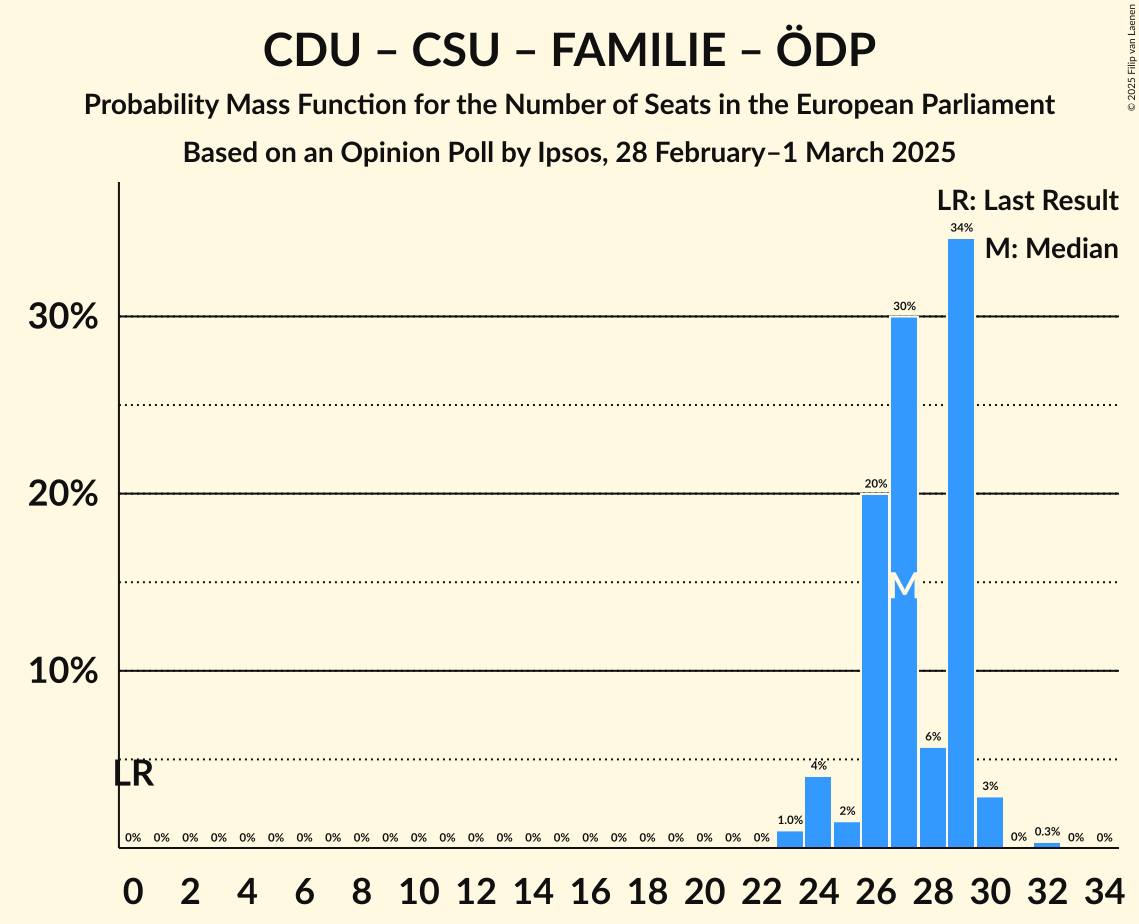 CDU – CSU – FAMILIE – ÖDP
Probability Mass Function for the Number of Seats in the European Parliament
Based on an Opinion Poll by Ipsos, 28 February–1 March 2025
© 2025 Filip van Laenen
LR: Last Result
M: Median
34%
30%
30%
20%
20%
M
10%
6%
LR
4%
3%
2%
1.0%
0.3%
0% 0% 0% 0% 0% 0% 0% 0% 0% 0% 0% 0% 0% 0% 0% 0% 0% 0% 0% 0% 0% 0% 0% 0% 0% 0%
0 2 4 6 8 10 12 14 16 18 20 22 24 26 28 30 32 34